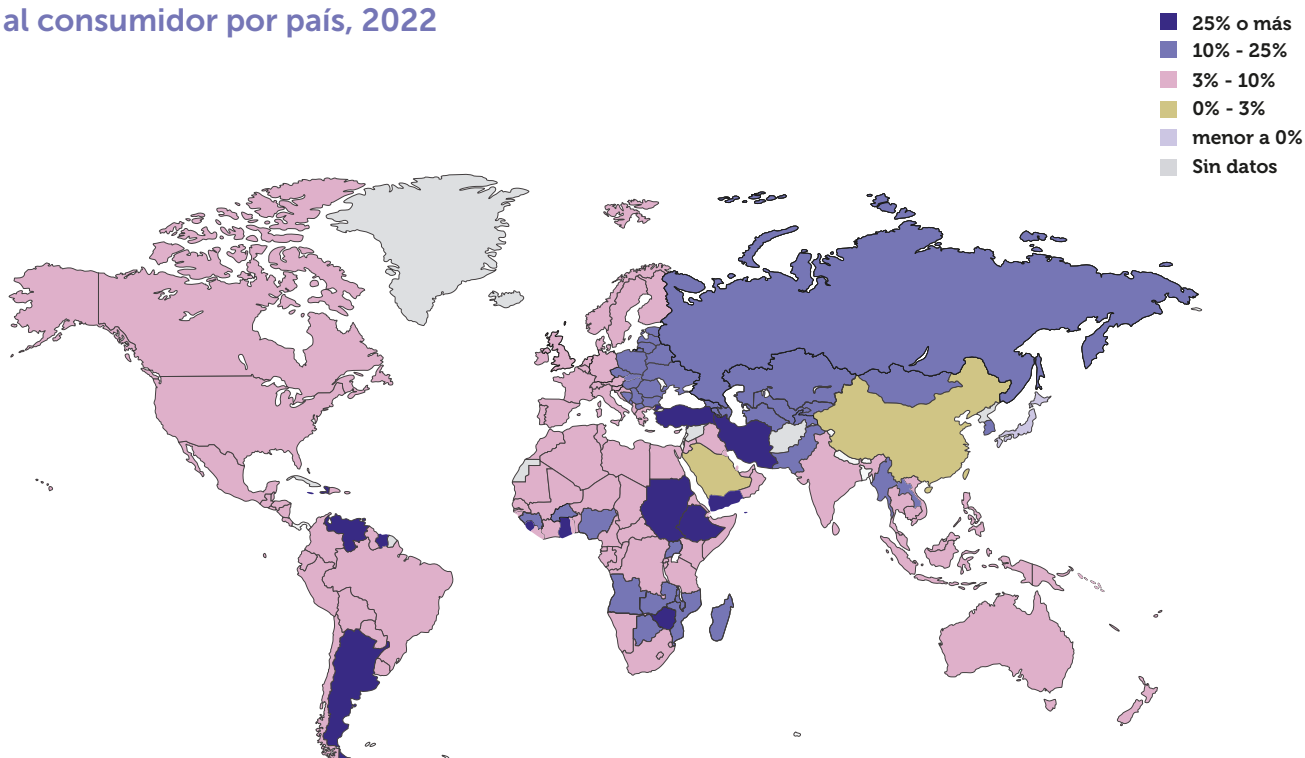 al consumidor por país, 2022
25% o más
10% - 25%
3% - 10%
0% - 3%
menor a 0%
Sin datos